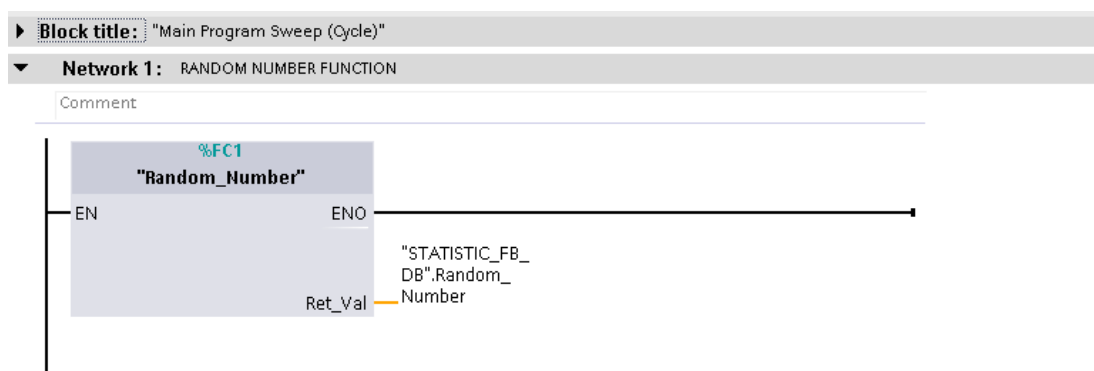 Block title: "Main Program Sweep (Cycle)"
Network 1: RANDOM NUMBER FUNCTION
Comment
%FC1
"Random_Number"
EN ENO
"STATISTIC_FB_
DB".Random_
Ret_Val Number